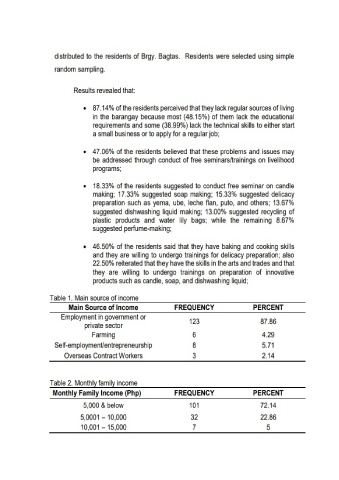 distributed to the residents of Brgy. Bagtas. Residents were selected using simple
random sampling.
Results revealed that:
• 87.14% of the residents perceived that they lack regular sources of living
in the barangay because most (48.15%) of them lack the educational
requirements and some (38.99%) lack the technical skills to either start
a small business or to apply for a regular job;
• 47.06% of the residents believed that these problems and issues may
be addressed through conduct of free seminars/trainings on livelihood
programs;
• 18.33% of the residents suggested to conduct free seminar on candle
making; 17.33% suggested soap making; 15.33% suggested delicacy
preparation such as yema, ube, leche flan, puto, and others; 13.67%
suggested dishwashing liquid making; 13.00% suggested recycling of
plastic products and water lily bags; while the remaining 8.67%
suggested perfume-making;
• 46.50% of the residents said that they have baking and cooking skills
and they are willing to undergo trainings for delicacy preparation; also
22.50% reiterated that they have the skills in the arts and trades and that
they are willing to undergo trainings on preparation of innovative
products such as candle, soap, and dishwashing liquid;
Table 1. Main source of income
Main Source of Income FREQUENCY PERCENT
Employment in government or
private sector 123 87.86
Farming 6 4.29
Self-employment/entrepreneurship 8 5.71
Overseas Contract Workers 3 2.14
Table 2. Monthly family income
Monthly Family Income (Php) FREQUENCY PERCENT
5,000 & below 101 72.14
5,0001 – 10,000 32 22.86
10,001 – 15,000 7 5